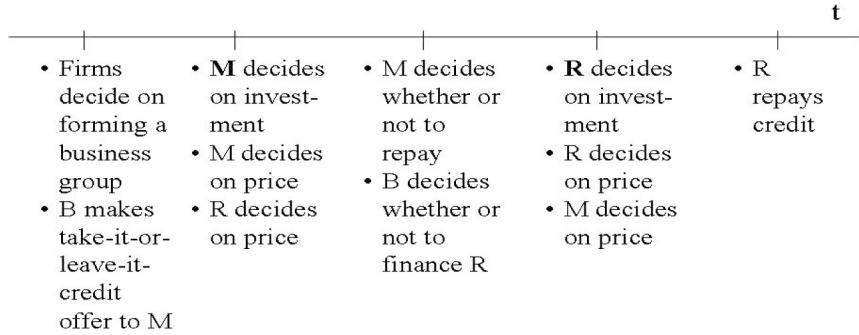 t
• Firms
decide on
forming a
business
group
• B makes
take-it-or-
leave-it-
credit
offer to M
• M decides
on invest-
ment
• M decides
on price
• R decides
on price
• M decides
whether or
not to
repay
• B decides
whether or
not to
finance R
• R decides
on invest-
ment
• R decides
on price
• M decides
on price
• R
repays
credit